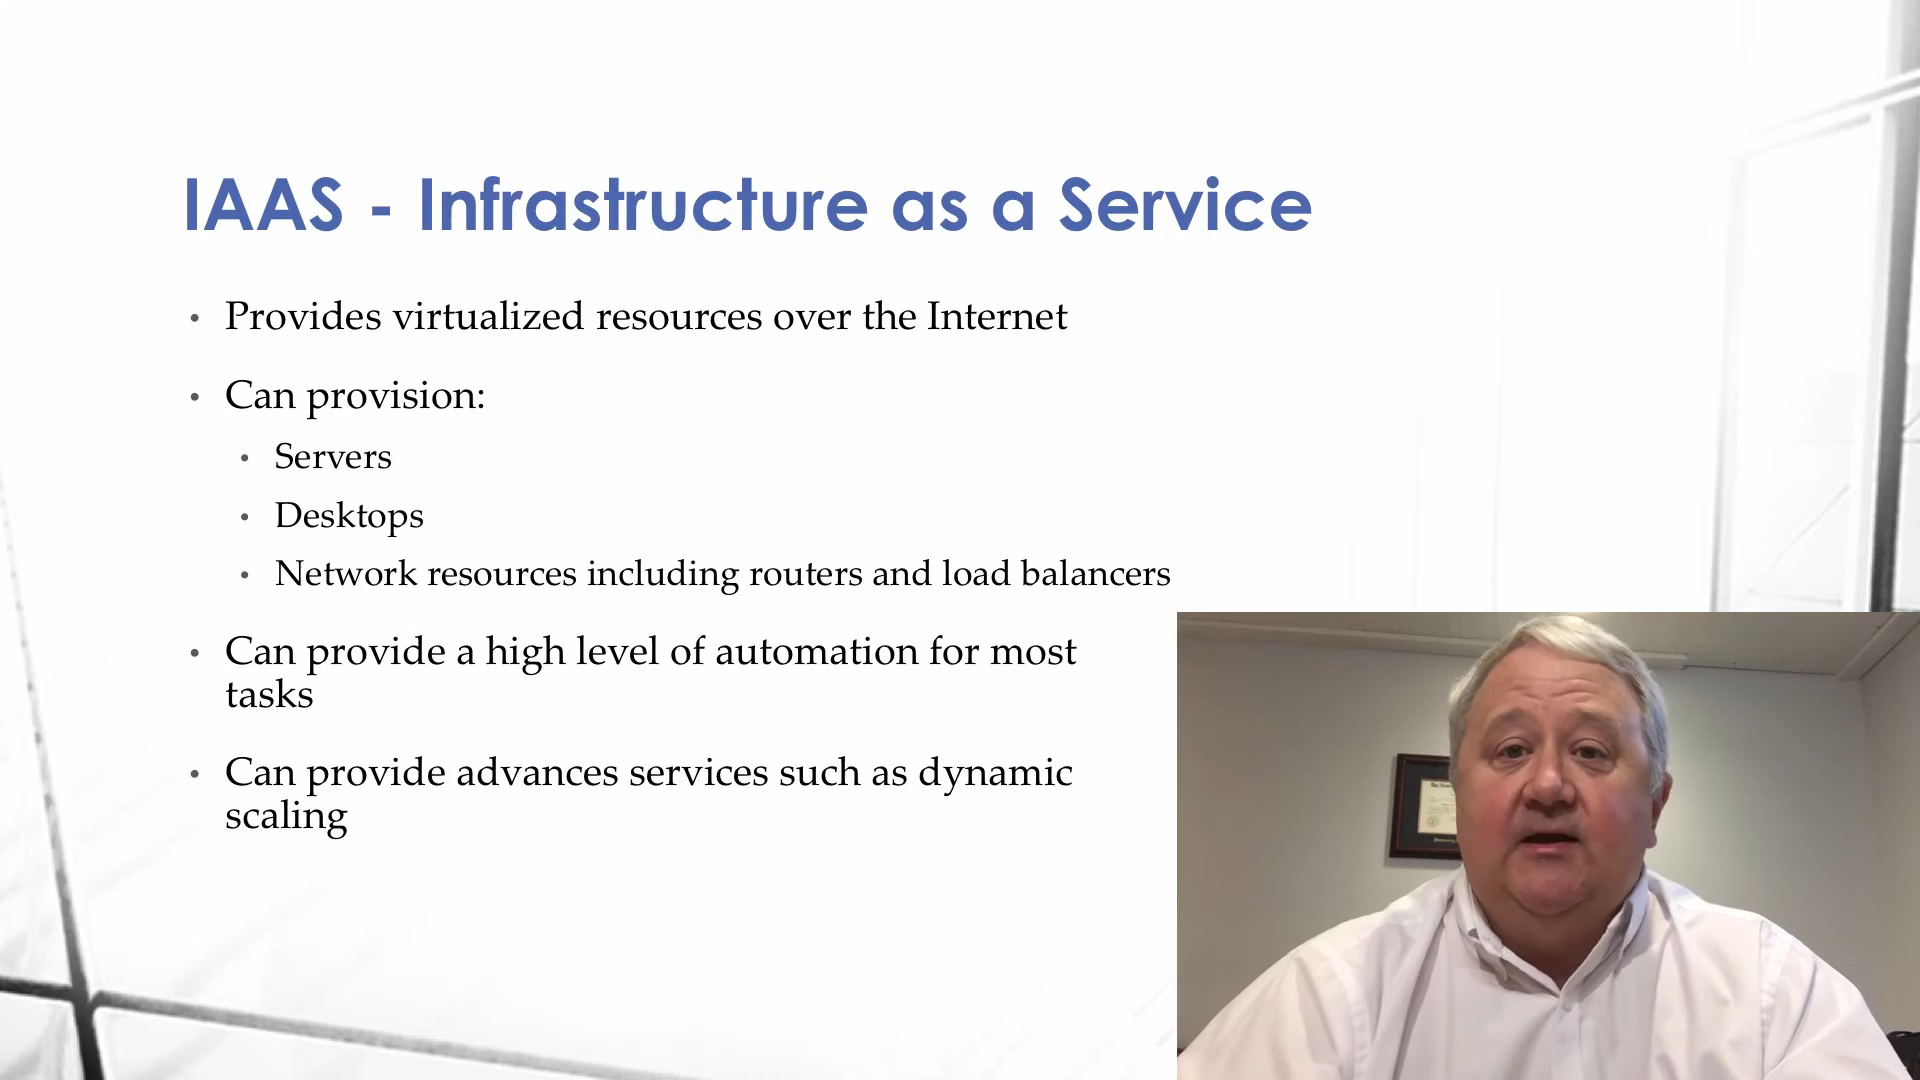 IAAS - Infrastructure as a Service
• Provides virtualized resources over the Internet
• Can provision:
• Servers
• Desktops
• Network resources including routers and load balancers
• Can provide a high level of automation for most
tasks
• Can provide advances services such as dynamic
scaling